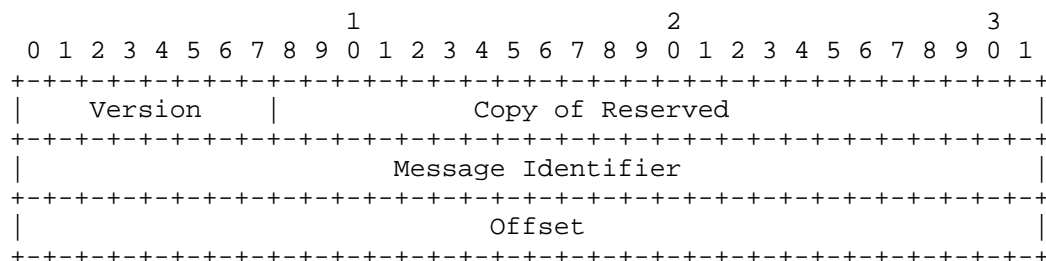 1                   2                   3
 0 1 2 3 4 5 6 7 8 9 0 1 2 3 4 5 6 7 8 9 0 1 2 3 4 5 6 7 8 9 0 1
+-+-+-+-+-+-+-+-+-+-+-+-+-+-+-+-+-+-+-+-+-+-+-+-+-+-+-+-+-+-+-+-+
|    Version    |            Copy of Reserved                   |
+-+-+-+-+-+-+-+-+-+-+-+-+-+-+-+-+-+-+-+-+-+-+-+-+-+-+-+-+-+-+-+-+
|                       Message Identifier                      |
+-+-+-+-+-+-+-+-+-+-+-+-+-+-+-+-+-+-+-+-+-+-+-+-+-+-+-+-+-+-+-+-+
|                             Offset                            |
+-+-+-+-+-+-+-+-+-+-+-+-+-+-+-+-+-+-+-+-+-+-+-+-+-+-+-+-+-+-+-+-+